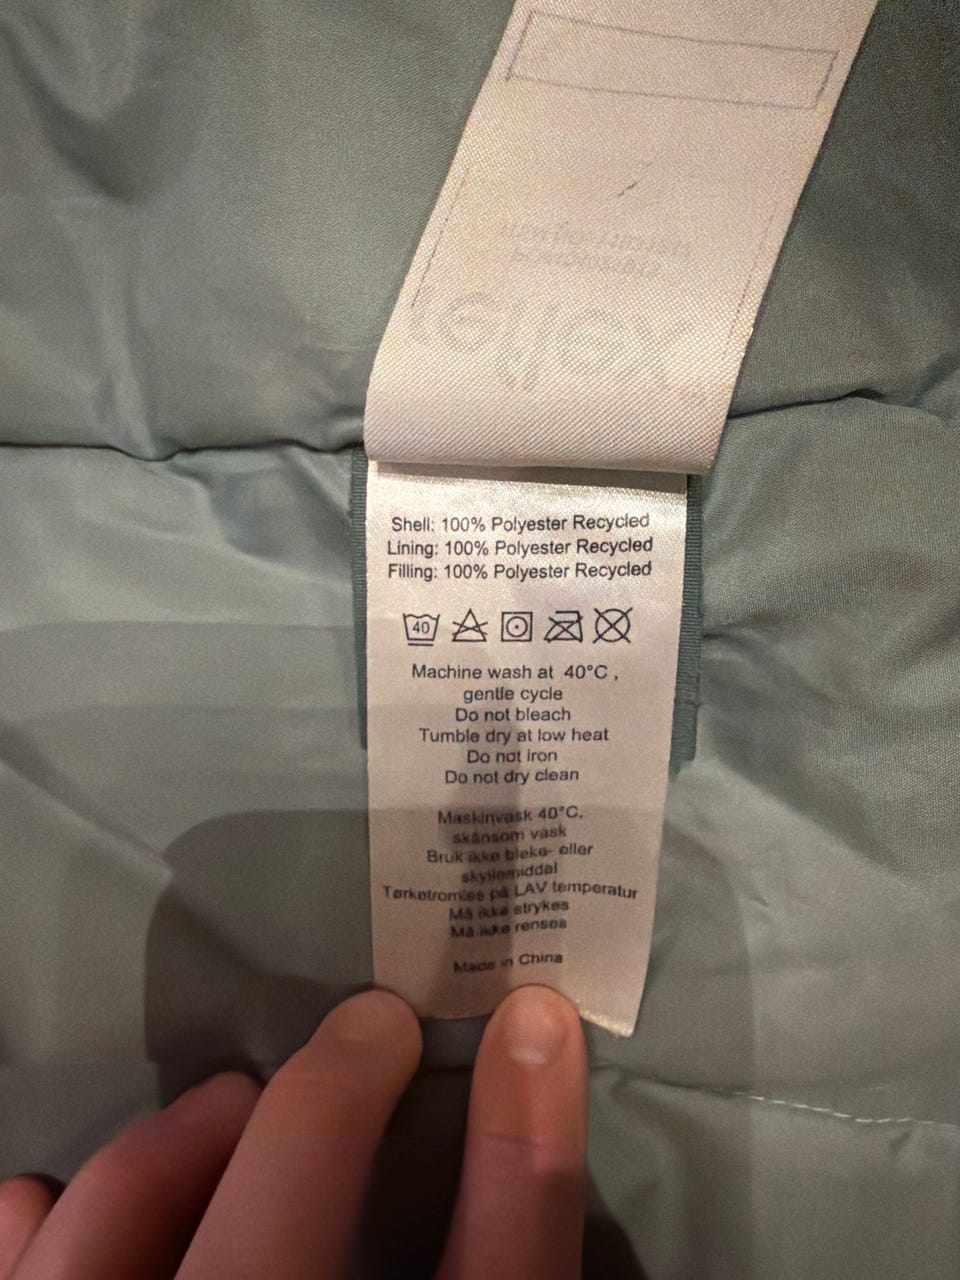 Shell: 100% Polyester Recycled
Lining: 100% Polyester Recycled
Filling: 100% Polyester Recycled
40
Machine wash at 40°C ,
gentle cycle
Do not bleach
Tumble dry at low heat
Do not iron
Do not dry clean
Maskinvask 40°C,
skånsom vask
Bruk ikke bleke- eller
skyllemiddel
Tørketromles på LAV temperatur
Må ikke strykes
Må ikke renses
Made in China